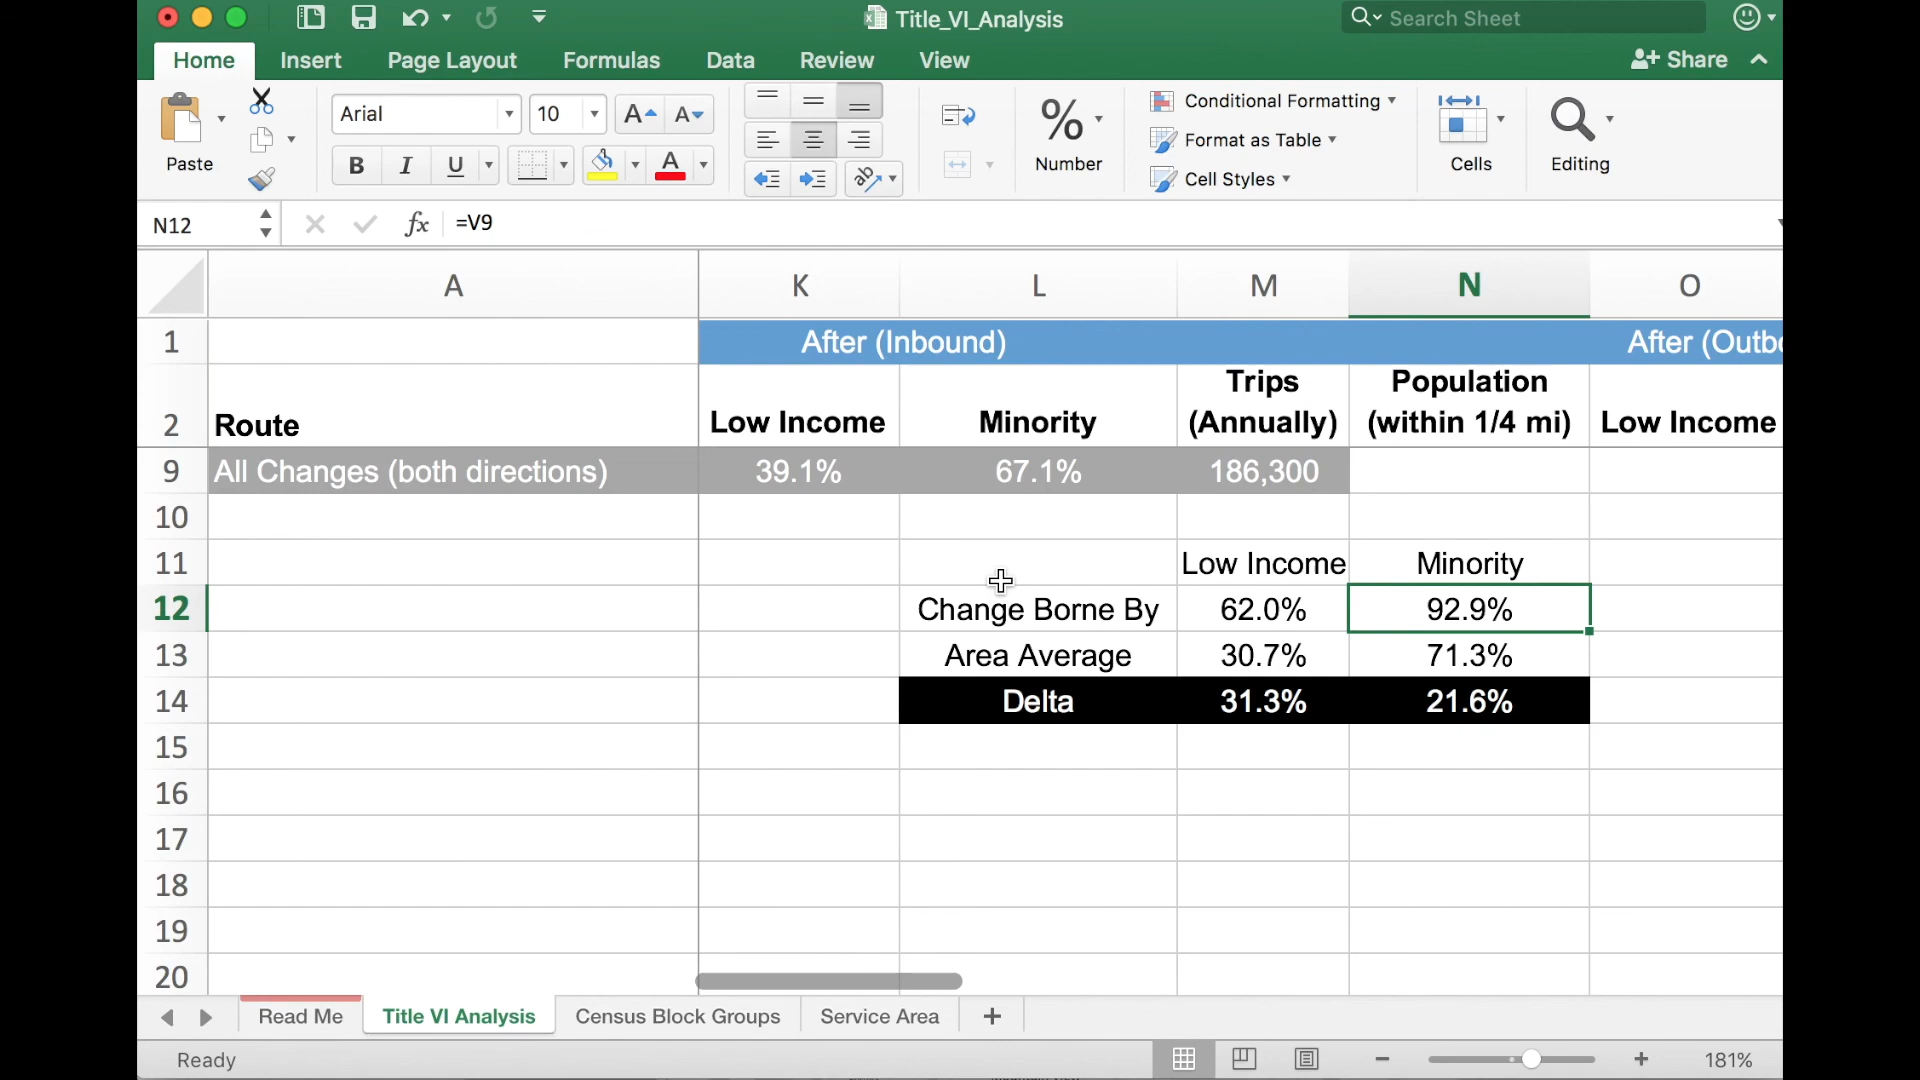 Title_VI_Analysis
Search Sheet
Home Insert Page Layout Formulas Data Review View Share
Paste
Arial 10 A A
B I U A
ab
% Number
Conditional Formatting
Format as Table
Cell Styles
Cells
Editing
N12 fx =V9
A K L M N O
1 After (Inbound) After (Outbo
2 Route Low Income Minority Trips (Annually) Population (within 1/4 mi) Low Income
9 All Changes (both directions) 39.1% 67.1% 186,300
10
11 Low Income Minority
12 Change Borne By 62.0% 92.9%
13 Area Average 30.7% 71.3%
14 Delta 31.3% 21.6%
15
16
17
18
19
20
Read Me Title VI Analysis Census Block Groups Service Area +
Ready 181%